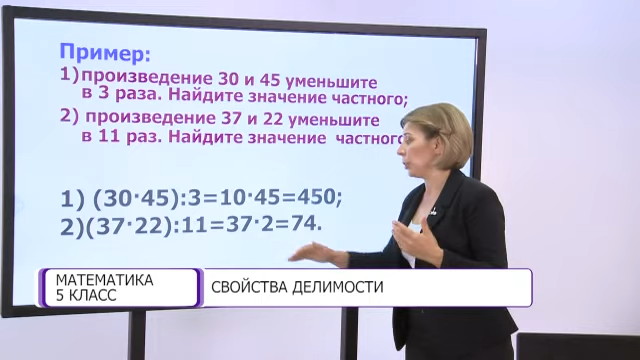 Пример:
1) произведение 30 и 45 уменьшите
в 3 раза. Найдите значение частного;
2) произведение 37 и 22 уменьшите
в 11 раз. Найдите значение частного
1) (30·45):3=10·45=450;
2)(37·22):11=37·2=74.
МАТЕМАТИКА
5 КЛАСС
СВОЙСТВА ДЕЛИМОСТИ